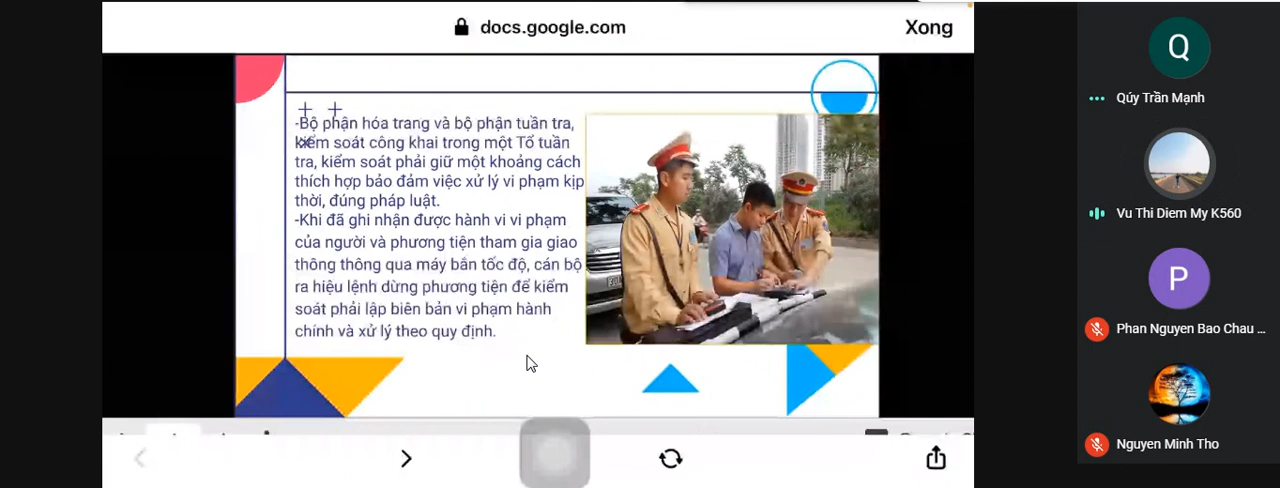 docs.google.com
Xong
-Bộ phận hóa trang và bộ phận tuần tra,
kiểm soát công khai trong một Tổ tuần
tra, kiểm soát phải giữ một khoảng cách
thích hợp bảo đảm việc xử lý vi phạm kịp
thời, đúng pháp luật.
-Khi đã ghi nhận được hành vi vi phạm
của người và phương tiện tham gia giao
thông thông qua máy bắn tốc độ, cán bộ
ra hiệu lệnh dừng phương tiện để kiểm
soát phải lập biên bản vi phạm hành
chính và xử lý theo quy định.
Q
Qúy Trần Mạnh
Vu Thi Diem My K560
P
Phan Nguyen Bao Chau ...
Nguyen Minh Tho